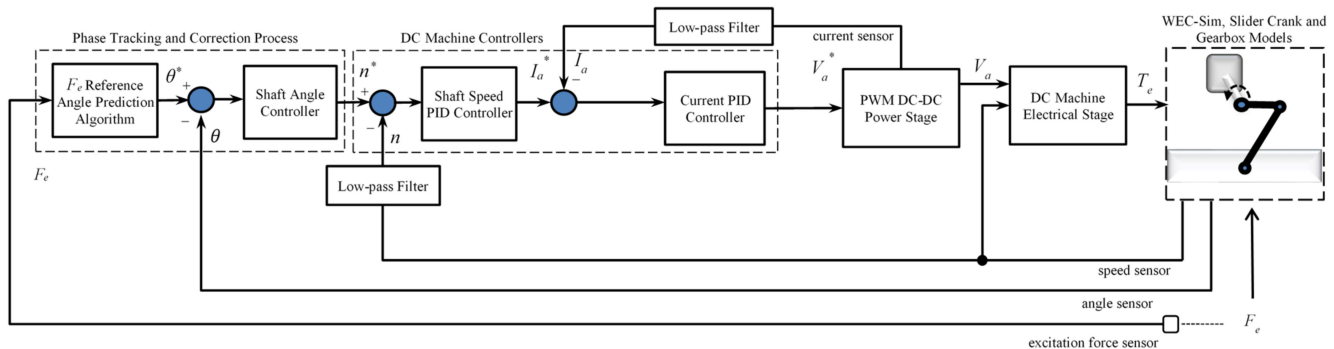 WEC-Sim, Slider Crank and
Gearbox Models
Low-pass Filter
current sensor
Phase Tracking and Correction Process
DC Machine Controllers
F_e Reference
Angle Prediction
Algorithm
θ*
+
−
θ
Shaft Angle
Controller
n*
+
−
n
Shaft Speed
PID Controller
I_a*
I_a
−
Current PID
Controller
V_a*
PWM DC-DC
Power Stage
V_a
DC Machine
Electrical Stage
T_e
F_e
Low-pass Filter
speed sensor
angle sensor
F_e
excitation force sensor